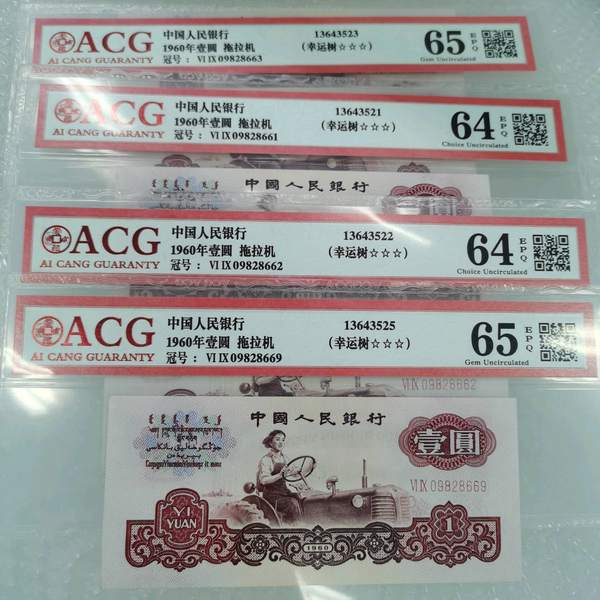 ACG
AI CANG GUARANTY
中国人民银行
1960年壹圆 拖拉机
冠号： VI IX 09828663
13643523
(幸运树☆☆☆)
65
EPQ
Gem Uncirculated
ACG
AI CANG GUARANTY
中国人民银行
1960年壹圆 拖拉机
冠号： VI IX 09828661
13643521
(幸运树☆☆☆)
64
EPQ
Choice Uncirculated
中國人民銀行
ACG
AI CANG GUARANTY
中国人民银行
1960年壹圆 拖拉机
冠号： VI IX 09828662
13643522
(幸运树☆☆☆)
64
EPQ
Choice Uncirculated
ACG
AI CANG GUARANTY
中国人民银行
1960年壹圆 拖拉机
冠号： VI IX 09828669
13643525
(幸运树☆☆☆)
65
EPQ
Gem Uncirculated
VI IX 09828662
中國人民銀行
壹圓
VI IX 09828669
YI
YUAN
1960
1